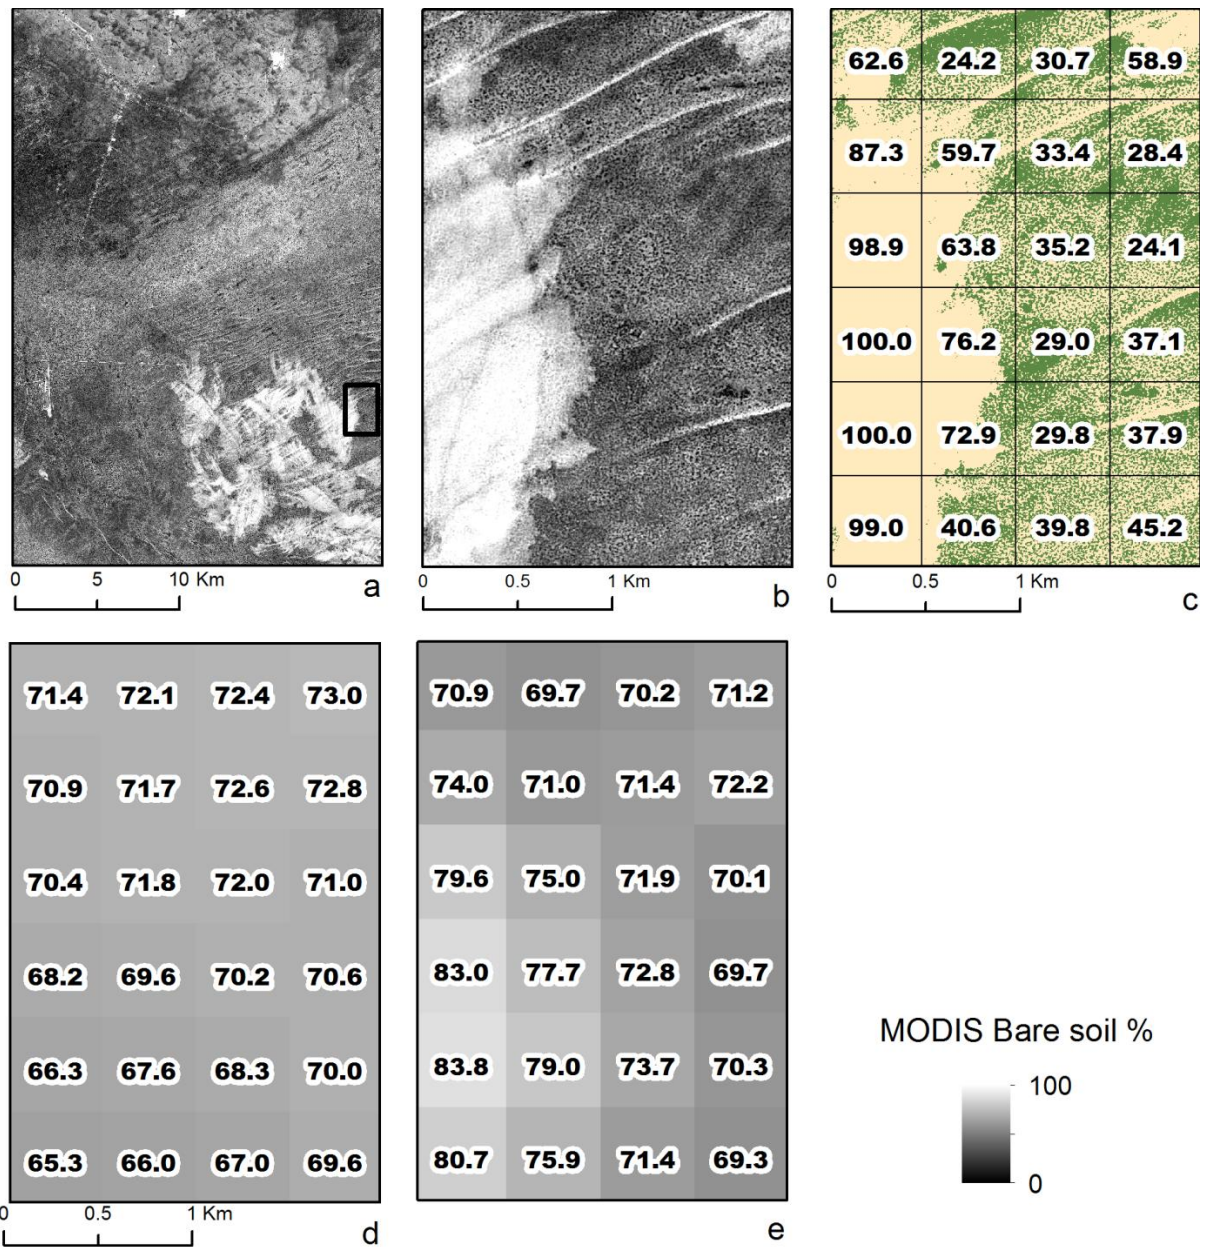 62.6 24.2 30.7 58.9
87.3 59.7 33.4 28.4
98.9 63.8 35.2 24.1
100.0 76.2 29.0 37.1
100.0 72.9 29.8 37.9
99.0 40.6 39.8 45.2
0 5 10 Km
a
0 0.5 1 Km
b
0 0.5 1 Km
c
71.4 72.1 72.4 73.0
70.9 71.7 72.6 72.8
70.4 71.8 72.0 71.0
68.2 69.6 70.2 70.6
66.3 67.6 68.3 70.0
65.3 66.0 67.0 69.6
0 0.5 1 Km
d
70.9 69.7 70.2 71.2
74.0 71.0 71.4 72.2
79.6 75.0 71.9 70.1
83.0 77.7 72.8 69.7
83.8 79.0 73.7 70.3
80.7 75.9 71.4 69.3
e
MODIS Bare soil %
100
0